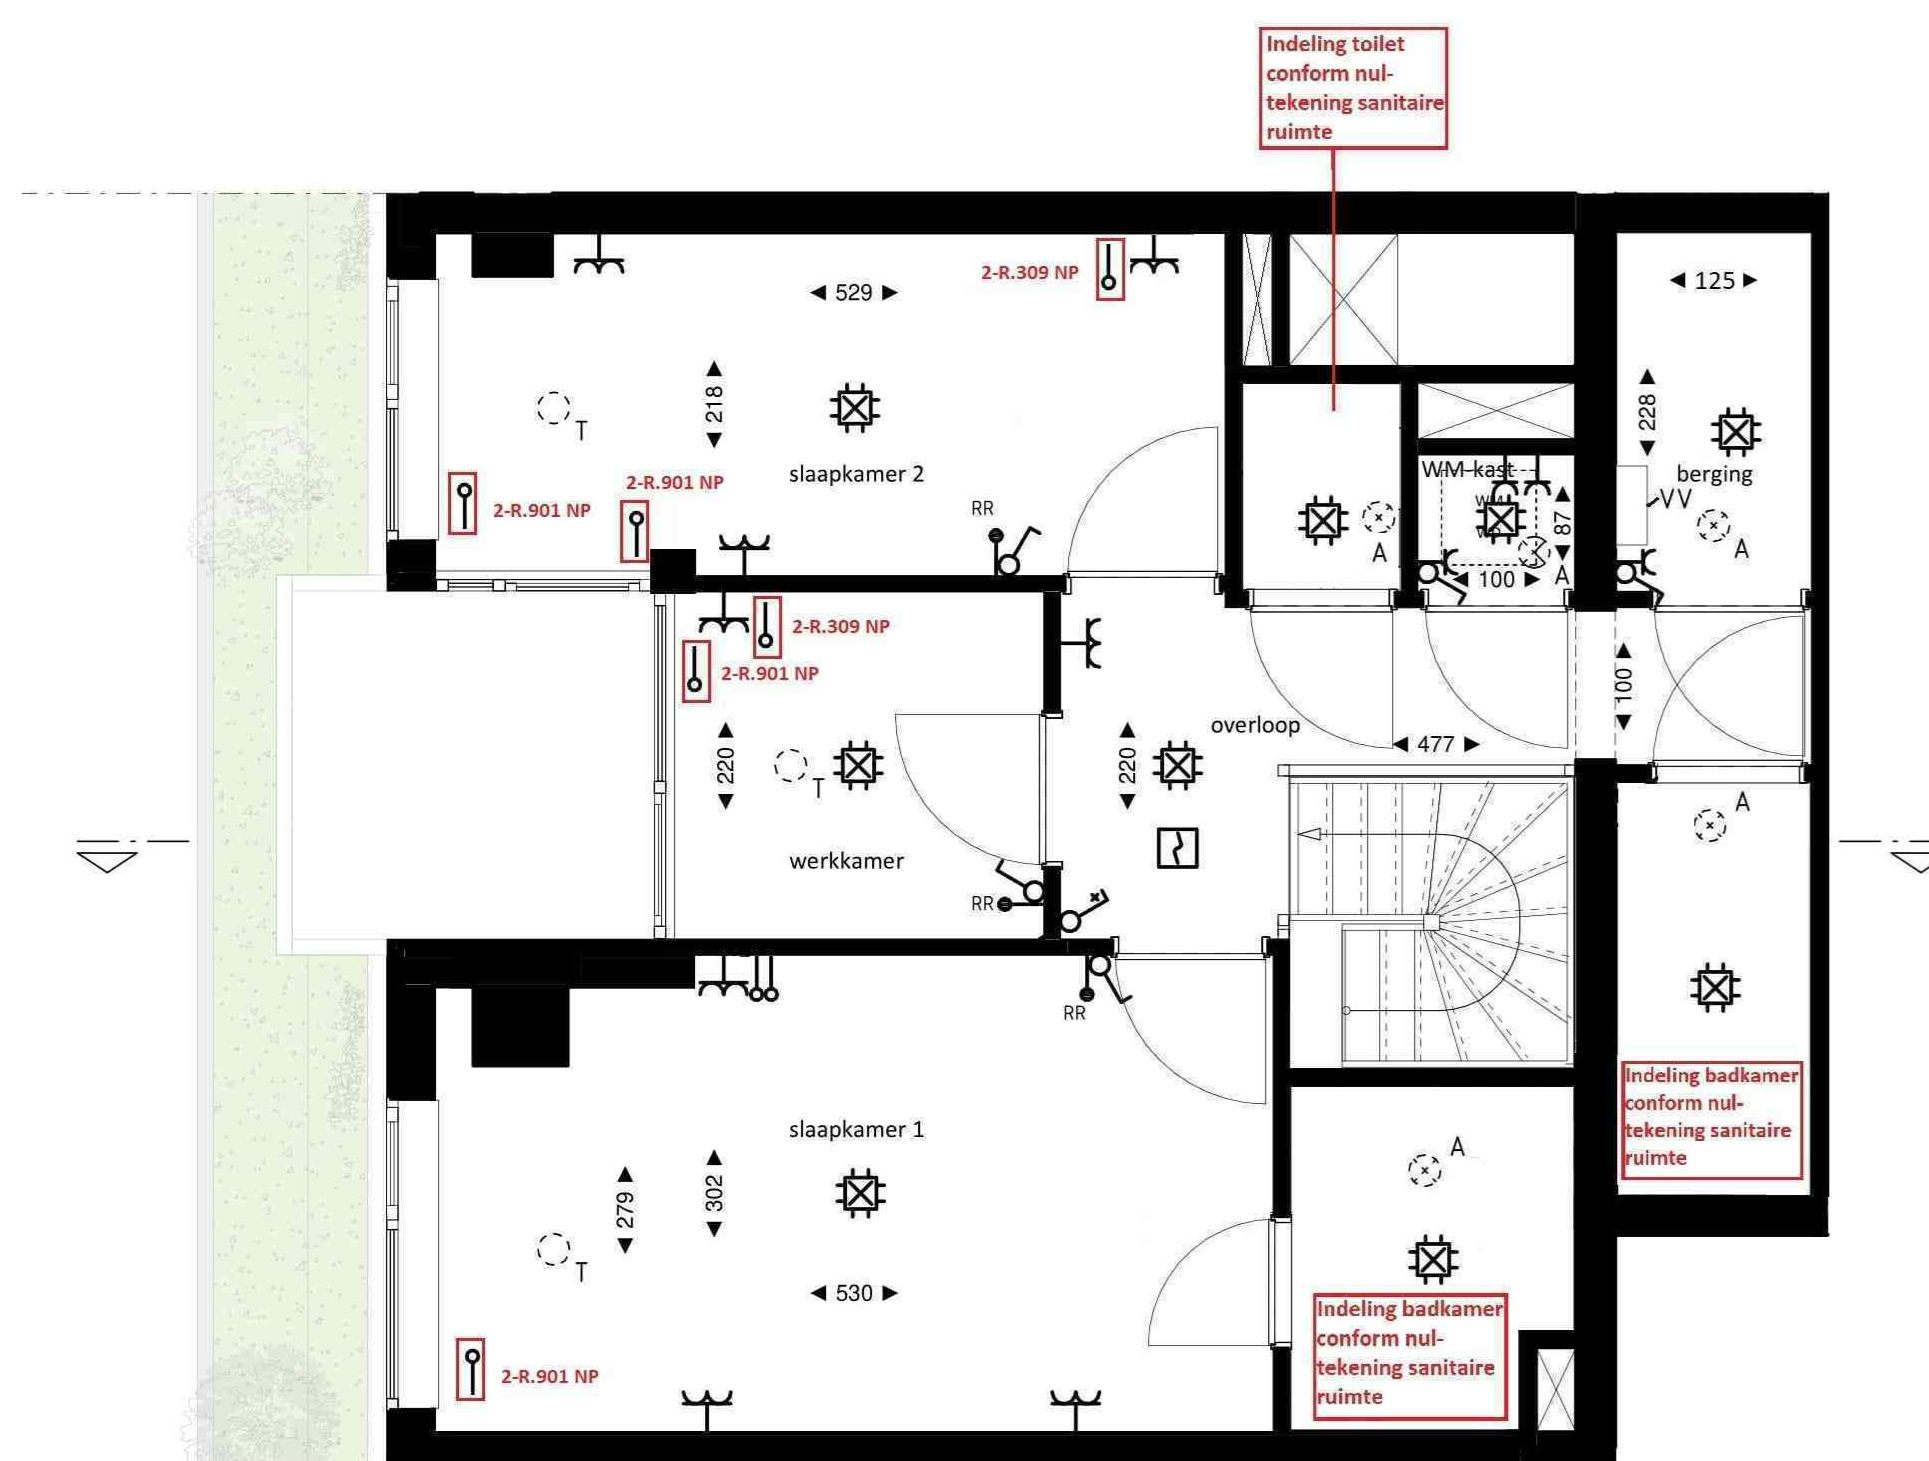 Indeling toilet
conform nul-
tekening sanitaire
ruimte
2-R.309 NP
529
125
218
228
T
slaapkamer 2
WM-kast
berging
2-R.901 NP
2-R.901 NP
RR
VV
A
87
A
100
A
2-R.309 NP
2-R.901 NP
100
overloop
477
220
220
T
A
werkkamer
RR
RR
Indeling badkamer
conform nul-
tekening sanitaire
ruimte
slaapkamer 1
A
279
302
T
530
Indeling badkamer
conform nul-
tekening sanitaire
ruimte
2-R.901 NP